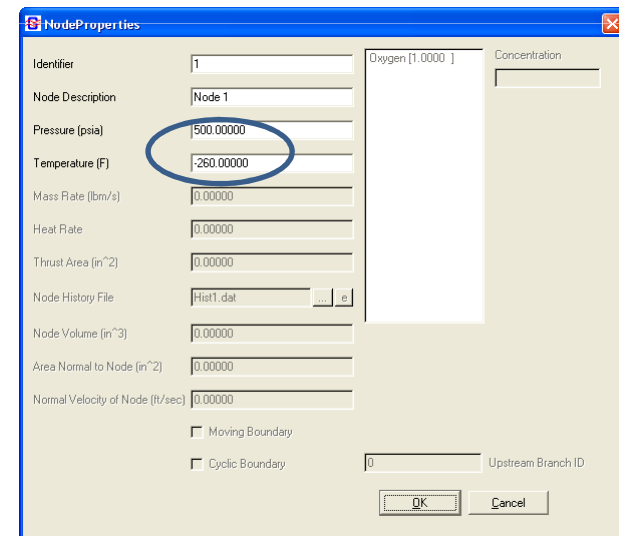 NodeProperties
Identifier 1
Node Description Node 1
Pressure (psia) 500.00000
Temperature (F) -260.00000
Mass Rate (lbm/s) 0.00000
Heat Rate 0.00000
Thrust Area (in^2) 0.00000
Node History File Hist1.dat ... e
Node Volume (in^3) 0.00000
Area Normal to Node (in^2) 0.00000
Normal Velocity of Node (ft/sec) 0.00000
Moving Boundary
Cyclic Boundary
Oxygen [1.0000 ]
Concentration
0 Upstream Branch ID
OK Cancel